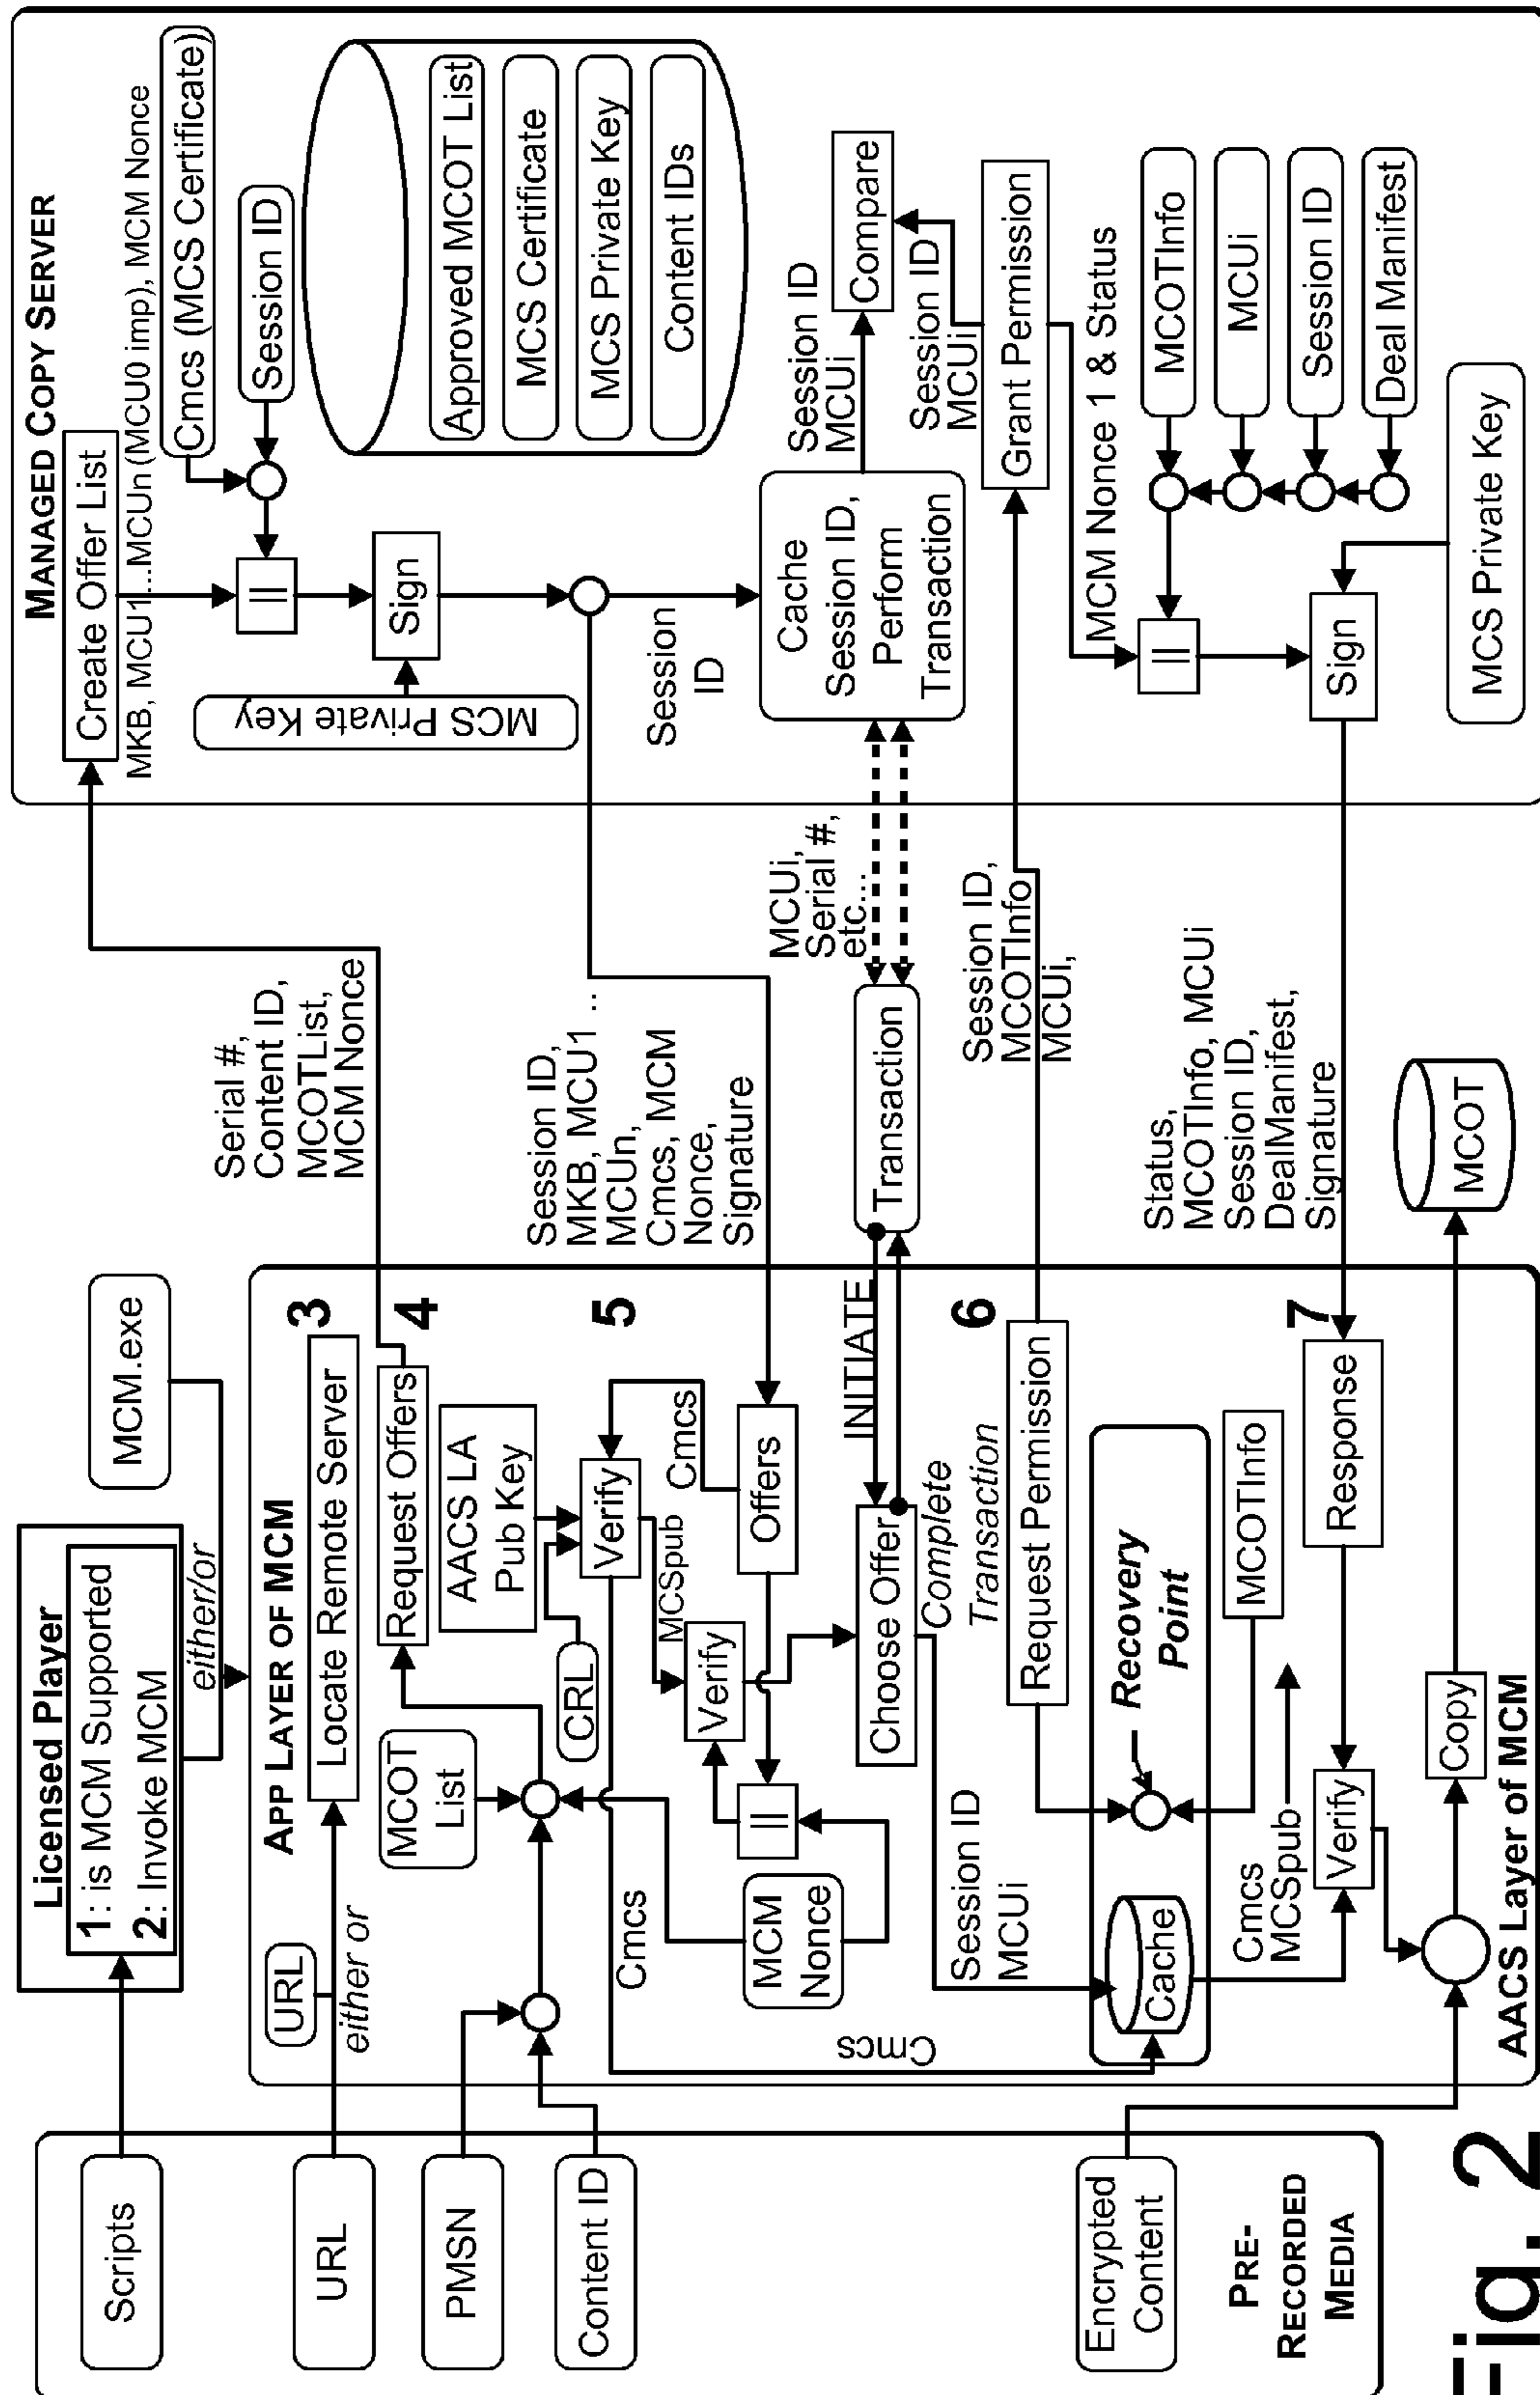 Scripts
URL
PMSN
Content ID
Encrypted
Content
PRE-
RECORDED
MEDIA
Fig. 2
Licensed Player
1: is MCM Supported
2: Invoke MCM
either/or
MCM.exe
APP LAYER OF MCM
URL
either or
Locate Remote Server
3
MCOT
List
Request Offers
4
AACS LA
Pub Key
CRL
Verify
5
Cmcs
MCSpub
Verify
Cmcs
Offers
||
MCM
Nonce
Choose Offer
INITIATE
Complete
Transaction
Session ID
MCUi
Cmcs
6
Request Permission
Recovery
Point
Cache
MCOTInfo
7
Response
Cmcs
MCSpub
Verify
Copy
AACS Layer of MCM
Serial #,
Content ID,
MCOTList,
MCM Nonce
Session ID,
MKB, MCU1 ..
MCUn,
Cmcs, MCM
Nonce,
Signature
Transaction
MCUi,
Serial #,
etc...
Session ID,
MCOTInfo
MCUi,
Status,
MCOTInfo, MCUi
Session ID,
DealManifest,
Signature
MCOT
MANAGED COPY SERVER
Create Offer List
MKB, MCU1...MCUn (MCU0 imp), MCM Nonce
Cmcs (MCS Certificate)
Session ID
||
MCS Private Key
Sign
Approved MCOT List
MCS Certificate
MCS Private Key
Content IDs
Session
ID
Cache
Session ID,
Perform
Transaction
Session ID
MCUi
Compare
Session ID
MCUi
Grant Permission
MCM Nonce 1 & Status
||
MCOTInfo
MCUi
Session ID
Deal Manifest
Sign
MCS Private Key